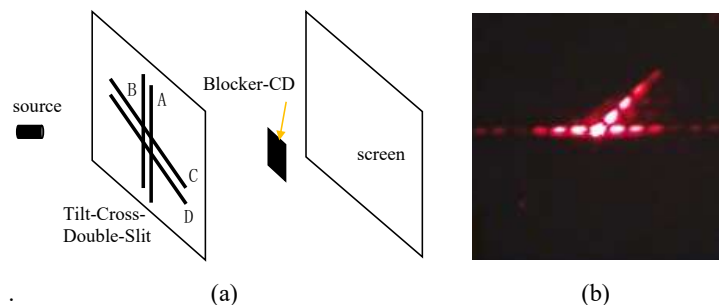 Blocker-CD
source
B
A
screen
C
D
Tilt-Cross-
Double-Slit
. (a) (b)